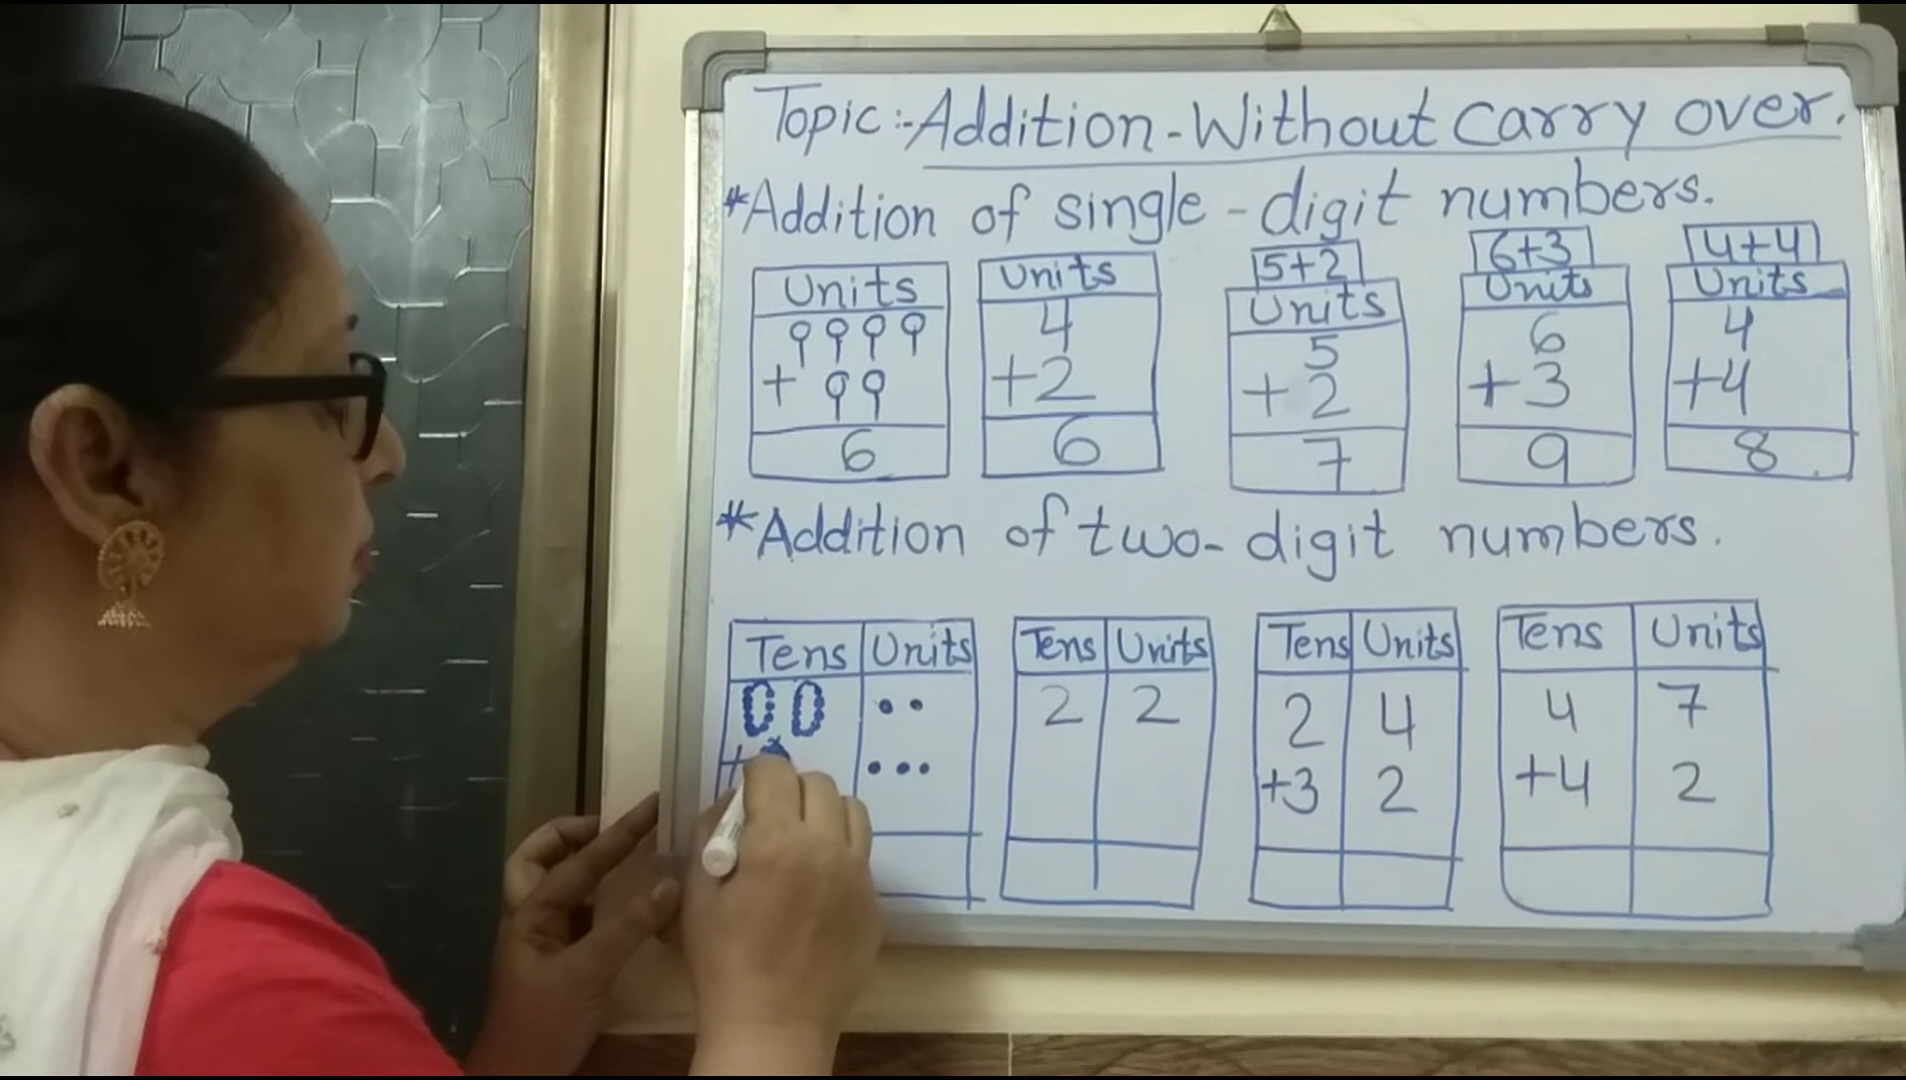 Topic:-Addition-Without carry over.
*Addition of single-digit numbers.
5+2 6+3 4+4
Units Units Units Units Units
4 5 6 4
+ +2 +2 +3 +4
6 6 7 9 8
*Addition of two-digit numbers.
Tens Units Tens Units Tens Units Tens Units
2 2 2 4 4 7
+ +3 2 +4 2